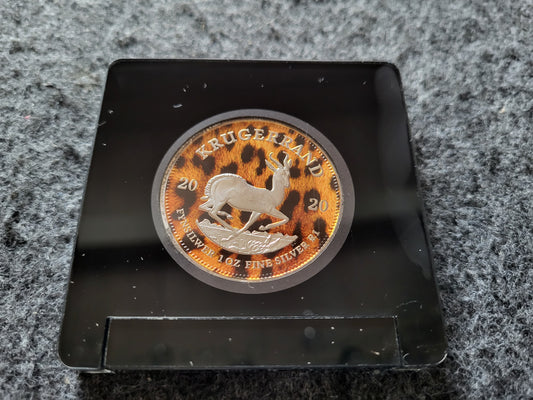 KRUGERRAND
20 20
FYNSILWER 1 OZ FINE SILVER R1